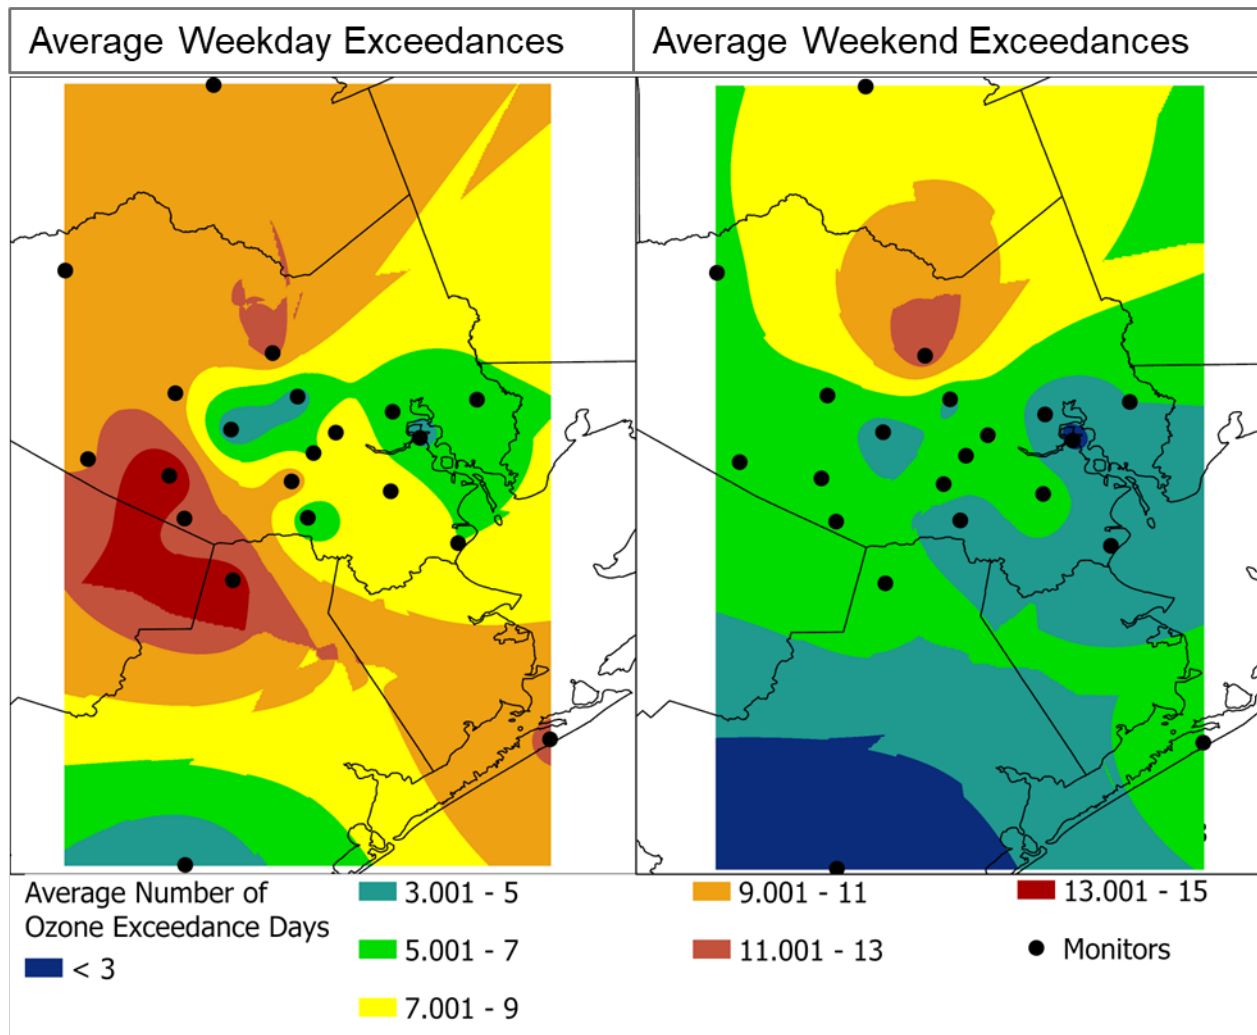 Average Weekday Exceedances
Average Weekend Exceedances
Average Number of
Ozone Exceedance Days
< 3
3.001 - 5
5.001 - 7
7.001 - 9
9.001 - 11
11.001 - 13
13.001 - 15
Monitors